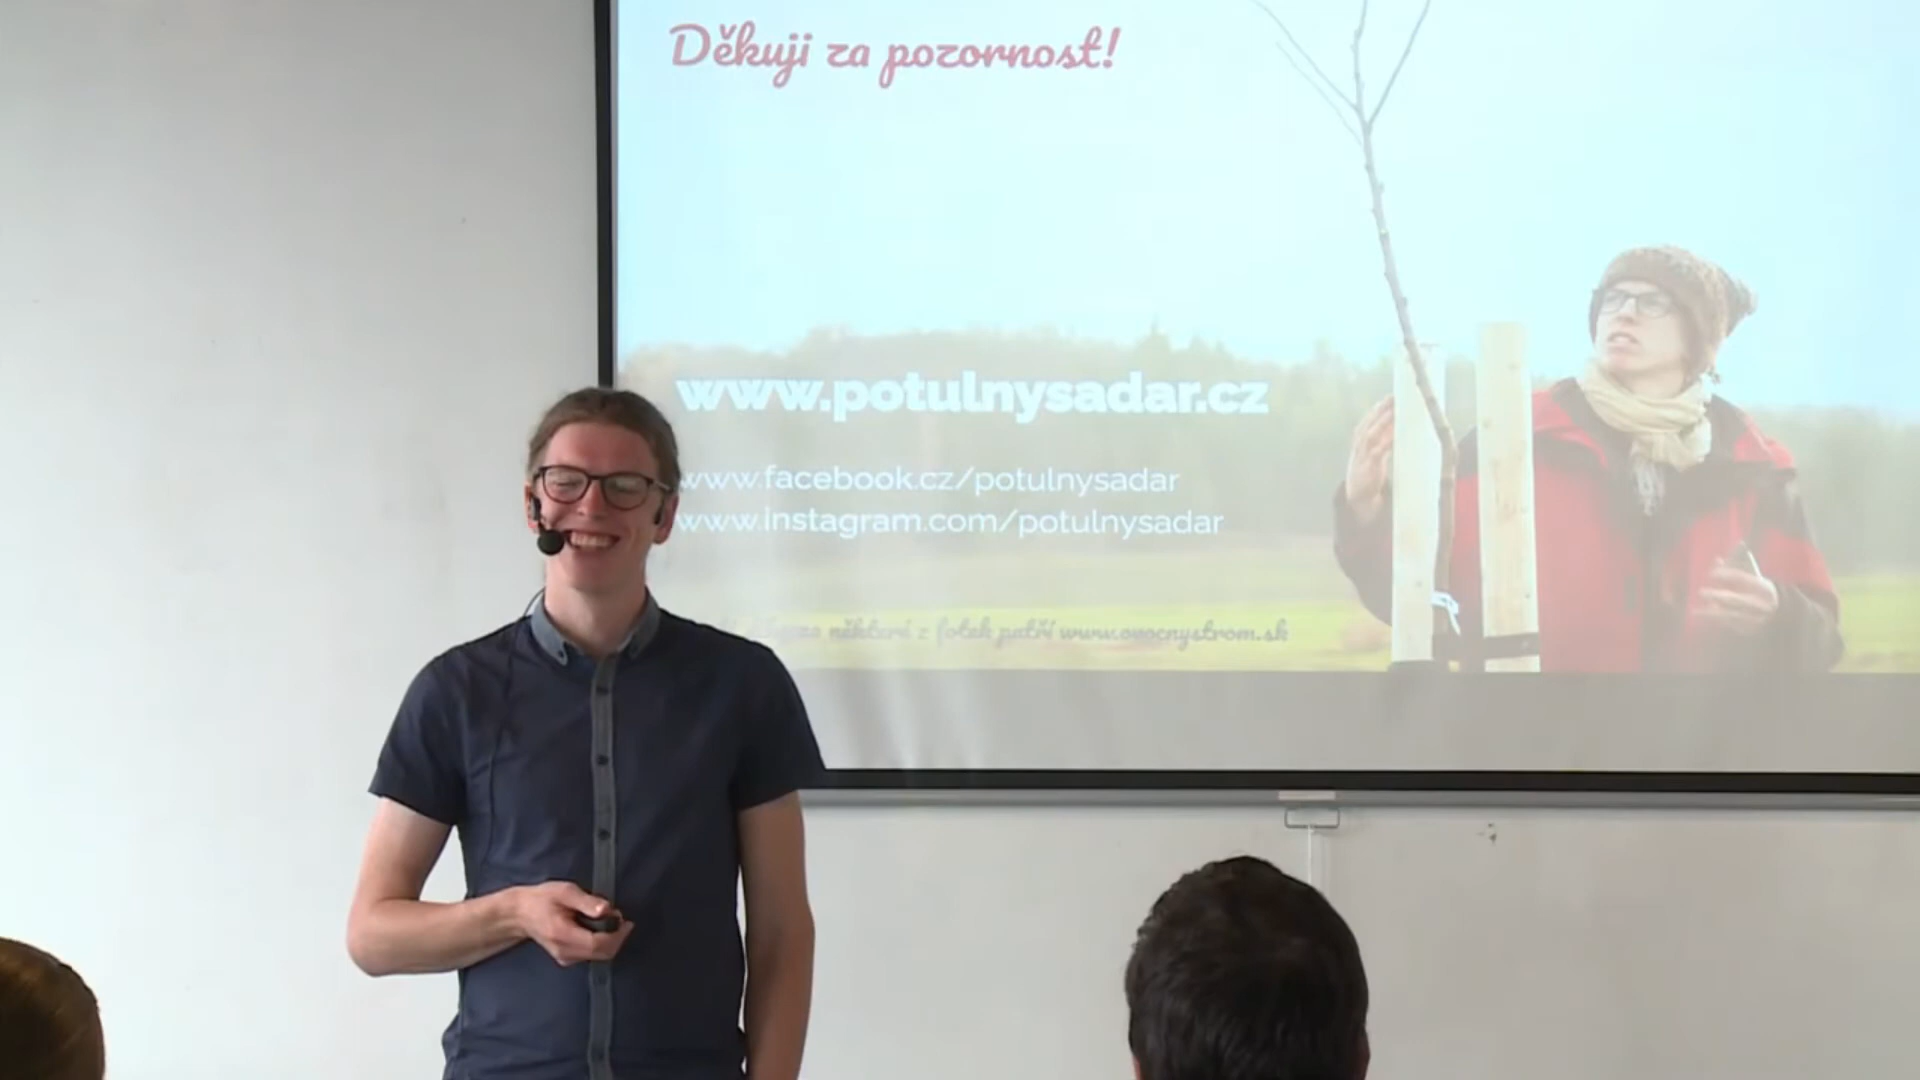 Děkuji za pozornost!
www.potulnysadar.cz
www.facebook.cz/potulnysadar
www.instagram.com/potulnysadar
za některé z fotek patří www.ovocnystrom.sk